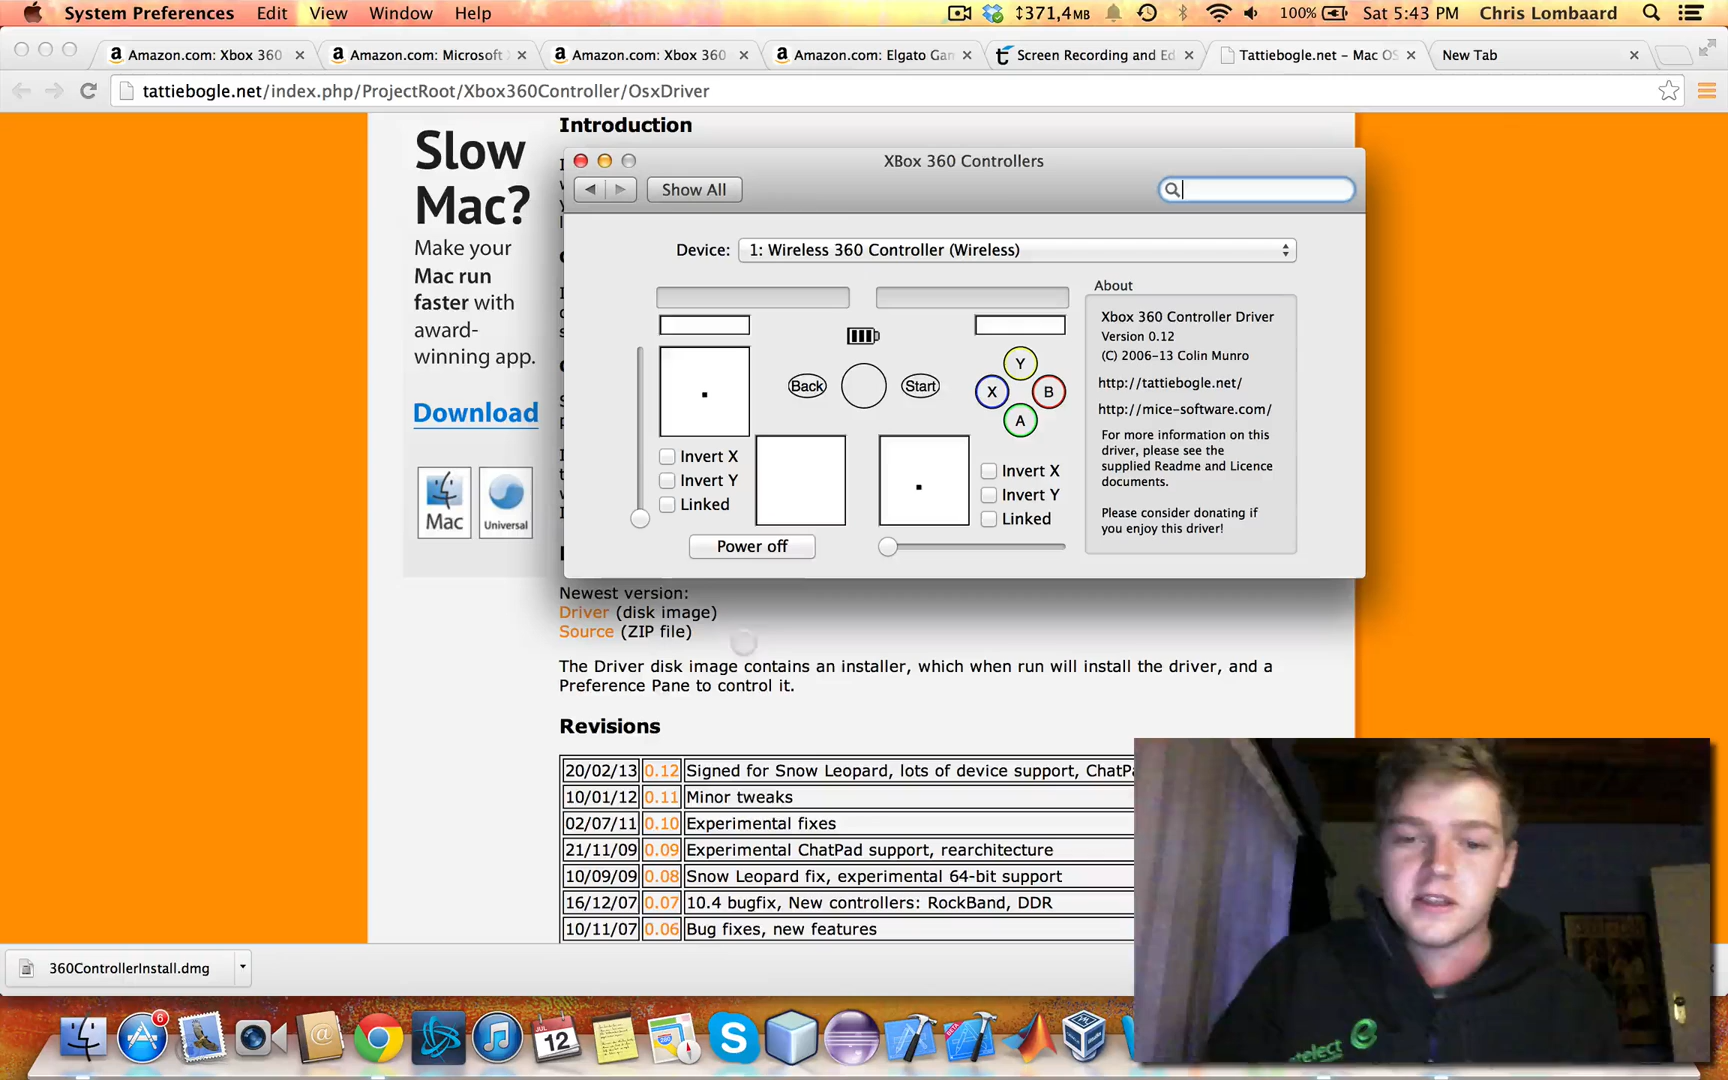 System Preferences Edit View Window Help
371,4MB 100% Sat 5:43 PM Chris Lombaard
Amazon.com: Xbox 360
Amazon.com: Microsoft
Amazon.com: Xbox 360
Amazon.com: Elgato Gam
Screen Recording and Ed
Tattiebogle.net – Mac OS
New Tab
tattiebogle.net/index.php/ProjectRoot/Xbox360Controller/OsxDriver
Slow
Mac?
Make your
Mac run
faster with
award-
winning app.
Download
Mac
Universal
Introduction
XBox 360 Controllers
Show All
Device: 1: Wireless 360 Controller (Wireless)
Back
Start
Y
X
B
A
Invert X
Invert Y
Linked
Invert X
Invert Y
Linked
Power off
About
Xbox 360 Controller Driver
Version 0.12
(C) 2006-13 Colin Munro
http://tattiebogle.net/
http://mice-software.com/
For more information on this
driver, please see the
supplied Readme and Licence
documents.
Please consider donating if
you enjoy this driver!
Newest version:
Driver (disk image)
Source (ZIP file)
The Driver disk image contains an installer, which when run will install the driver, and a
Preference Pane to control it.
Revisions
20/02/13 0.12 Signed for Snow Leopard, lots of device support, ChatPa
10/01/12 0.11 Minor tweaks
02/07/11 0.10 Experimental fixes
21/11/09 0.09 Experimental ChatPad support, rearchitecture
10/09/09 0.08 Snow Leopard fix, experimental 64-bit support
16/12/07 0.07 10.4 bugfix, New controllers: RockBand, DDR
10/11/07 0.06 Bug fixes, new features
360ControllerInstall.dmg
6
JUL
12